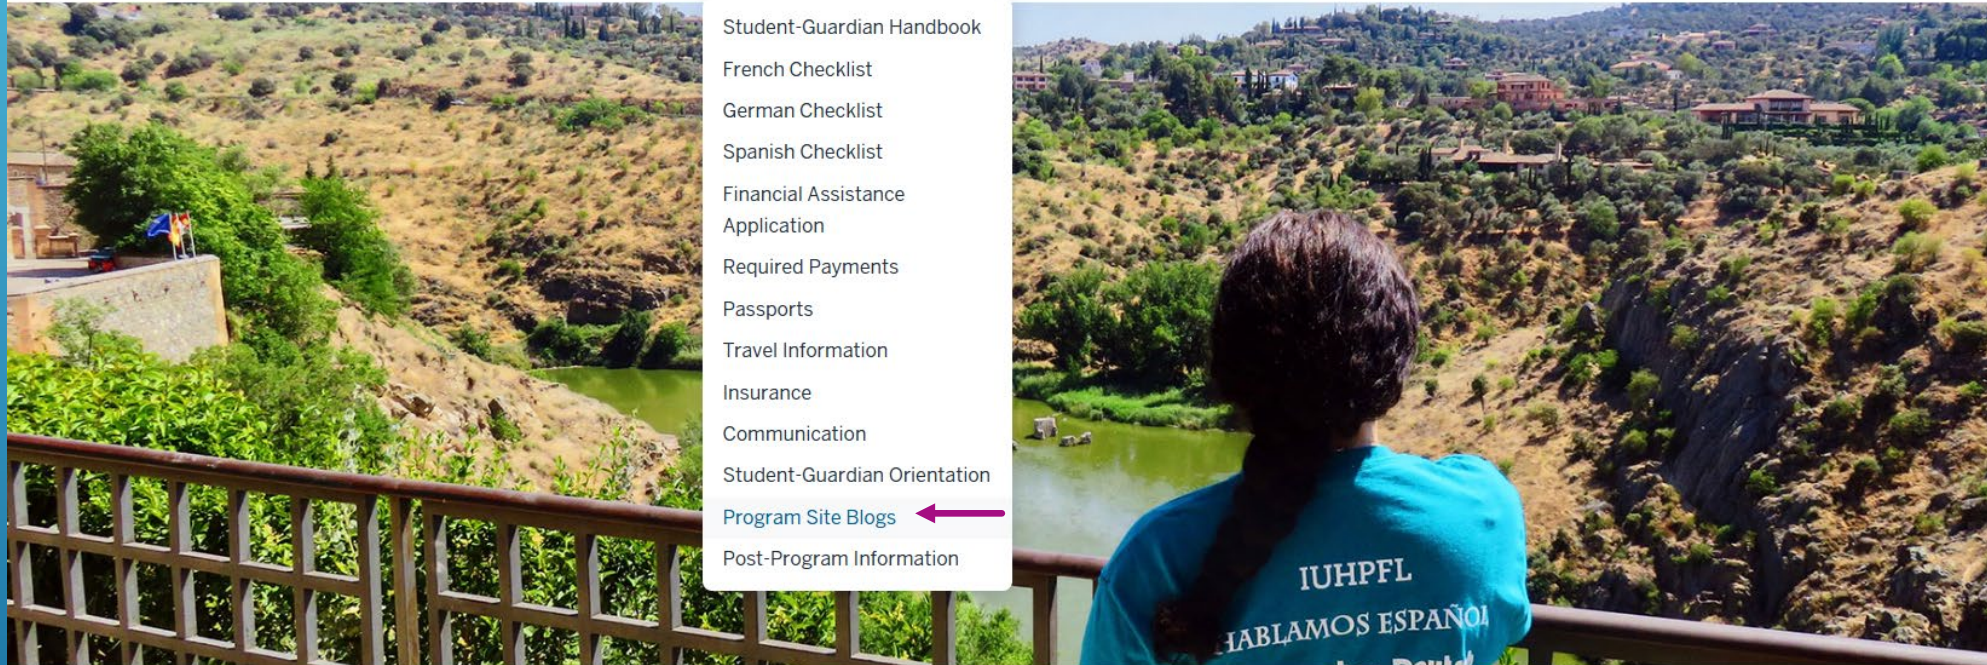 Student-Guardian Handbook
French Checklist
German Checklist
Spanish Checklist
Financial Assistance
Application
Required Payments
Passports
Travel Information
Insurance
Communication
Student-Guardian Orientation
Program Site Blogs
Post-Program Information
IUHPFL
HABLAMOS ESPAÑOL